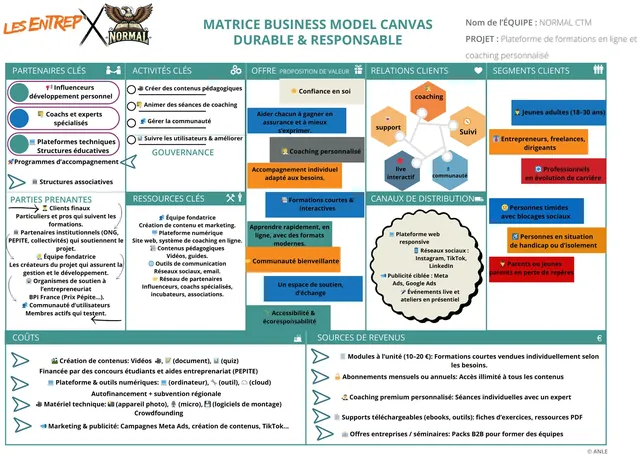 LES ENTREP
X
NORMAL
MATRICE BUSINESS MODEL CANVAS
DURABLE & RESPONSABLE
Nom de l'ÉQUIPE : NORMAL CTM
PROJET : Plateforme de formations en ligne et
coaching personnalisé
PARTENAIRES CLÉS
Influenceurs
développement personnel
Coachs et experts
spécialisés
Plateformes techniques
Structures éducatives
Programmes d'accompagnement
Structures associatives
ACTIVITÉS CLÉS
Créer des contenus pédagogiques
Animer des séances de coaching
Gérer la communauté
Suivre les utilisateurs & améliorer
GOUVERNANCE
OFFRE PROPOSITION DE VALEUR
Confiance en soi
Aider chacun à gagner en
assurance et à mieux
s'exprimer.
Coaching personnalisé
Accompagnement individuel
adapté aux besoins.
Formations courtes &
interactives
Apprendre rapidement, en
ligne, avec des formats
modernes.
Communauté bienveillante
Un espace de soutien,
d'échange
Accessibilité &
écoresponsabilité
RELATIONS CLIENTS
coaching
support
Suivi
live
interactif
communauté
SEGMENTS CLIENTS
Jeunes adultes (18–30 ans)
Entrepreneurs, freelances,
dirigeants
Professionnels
en évolution de carrière
Personnes timides
avec blocages sociaux
Personnes en situation
de handicap ou d'isolement
Parents ou jeunes
parents en perte de repères
PARTIES PRENANTES
Clients finaux
Particuliers et pros qui suivent les
formations.
Partenaires institutionnels (ONG,
PEPITE, collectivités) qui soutiennent le
projet.
Équipe fondatrice
Les créateurs du projet qui assurent la
gestion et le développement.
Organismes de soutien à
l'entrepreneuriat
BPI France (Prix Pépite...).
Communauté d'utilisateurs
Membres actifs qui testent.
RESSOURCES CLÉS
Équipe fondatrice
Création de contenu et marketing.
Plateforme numérique
Site web, système de coaching en ligne.
Contenus pédagogiques
Vidéos, guides.
Outils de communication
Réseaux sociaux, email.
Réseau de partenaires
Influenceurs, coachs spécialisés,
incubateurs, associations.
CANAUX DE DISTRIBUTION
Plateforme web
responsive
Réseaux sociaux :
Instagram, TikTok,
LinkedIn
Publicité ciblée : Meta
Ads, Google Ads
Événements live et
ateliers en présentiel
COÛTS
Création de contenus: Vidéos , (document), (quiz)
Financée par des concours étudiants et aides entreprenariat (PEPITE)
Plateforme & outils numériques: (ordinateur), (outil), (cloud)
Autofinancement + subvention régionale
Matériel technique: (appareil photo), (micro), (logiciels de montage)
Crowdfounding
Marketing & publicité: Campagnes Meta Ads, création de contenus, TikTok...
SOURCES DE REVENUS €
Modules à l'unité (10–20 €): Formations courtes vendues individuellement selon
les besoins.
Abonnements mensuels ou annuels: Accès illimité à tous les contenus
Coaching premium personnalisé: Séances individuelles avec un expert
Supports téléchargeables (ebooks, outils): fiches d'exercices, ressources PDF
Offres entreprises / séminaires: Packs B2B pour former des équipes
© ANLE